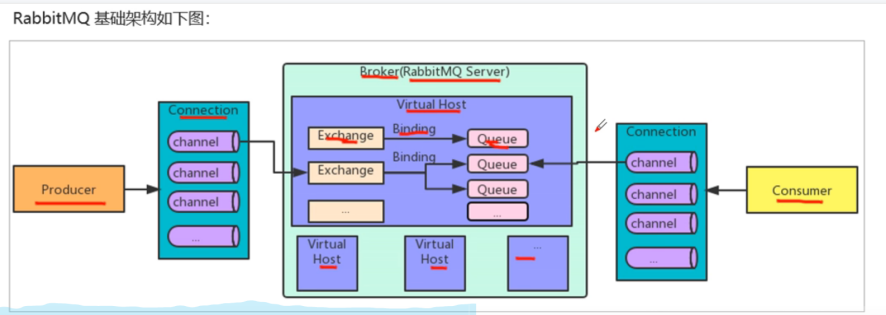 RabbitMQ 基础架构如下图：
Broker(RabbitMQ Server)
Connection
channel
channel
channel
...
Producer
Virtual Host
Exchange
Binding
Queue
Exchange
Binding
Queue
Queue
...
...
Virtual
Host
Virtual
Host
...
Connection
channel
channel
channel
...
Consumer